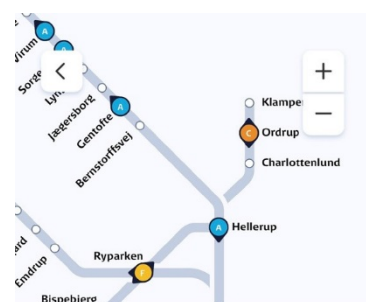 Virum
A
A
Sorge
Lyn
Jægersborg
Gentofte
A
Bernstorffsvej
Klamper
C
Ordrup
Charlottenlund
A
Hellerup
Ryparken
F
Emdrup
Bispebjerg